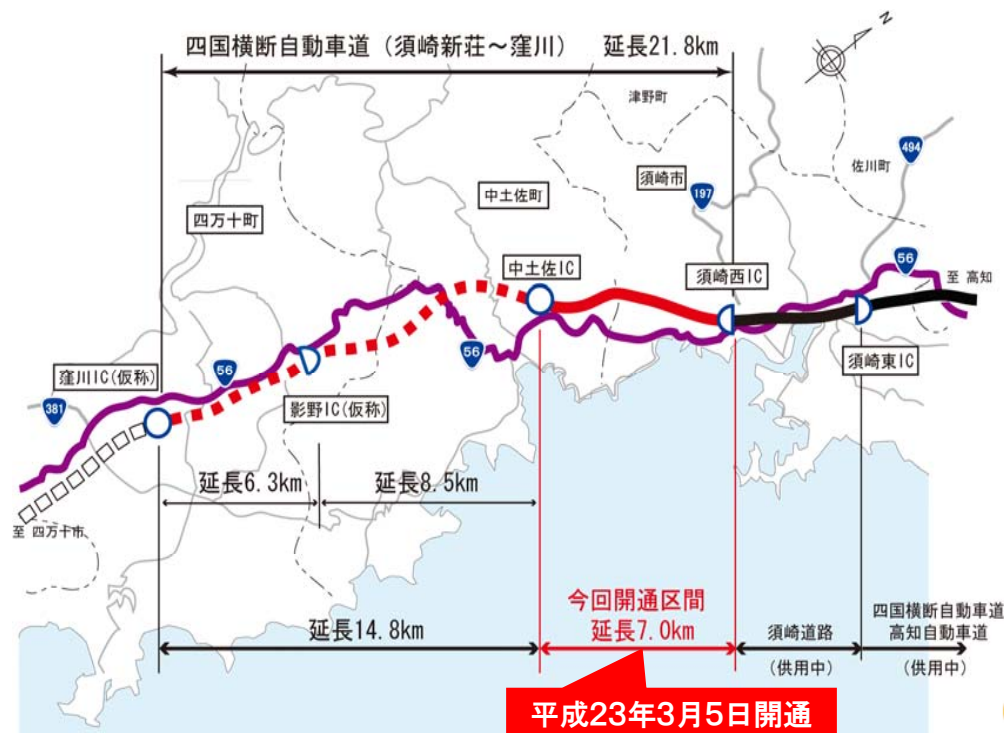 四国横断自動車道（須崎新荘～窪川）　延長21.8km
N
津野町
494
佐川町
須崎市
197
中土佐町
四万十町
中土佐IC
須崎西IC
56
至 高知
須崎東IC
窪川IC(仮称)
56
56
381
影野IC(仮称)
延長6.3km
延長8.5km
至 四万十市
今回開通区間
延長7.0km
延長14.8km
須崎道路
(供用中)
四国横断自動車道
高知自動車道
(供用中)
平成23年3月5日開通